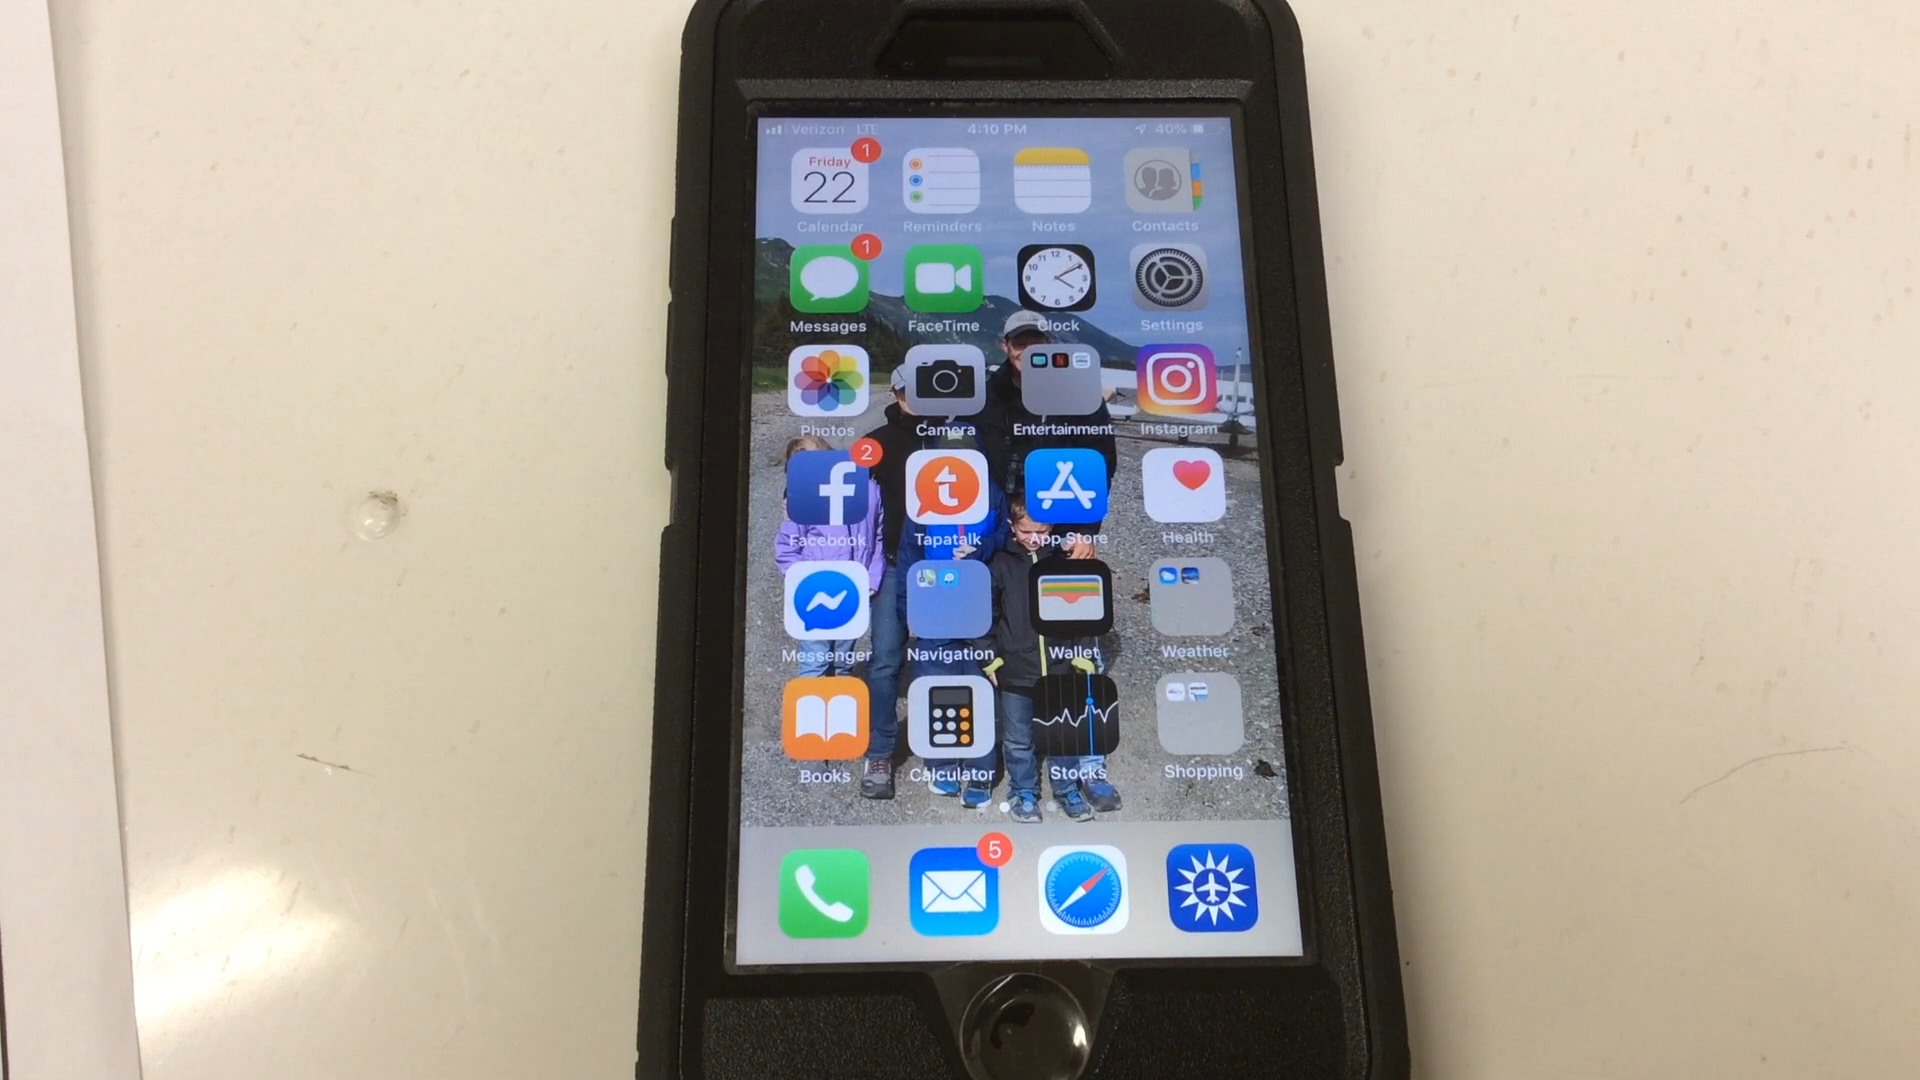 Verizon LTE 4:10 PM 40%
Friday 1
22
Calendar Reminders Notes Contacts
1
Messages FaceTime Clock Settings
Photos Camera Entertainment Instagram
2
Facebook Tapatalk App Store Health
Messenger Navigation Wallet Weather
Books Calculator Stocks Shopping
5